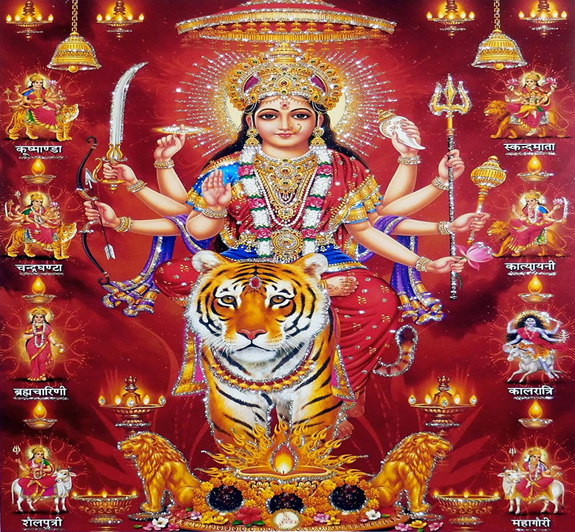 कूष्माण्डा
स्कन्दमाता
चन्द्रघण्टा
कात्यायनी
ब्रह्मचारिणी
कालरात्रि
शैलपुत्री
महागौरी